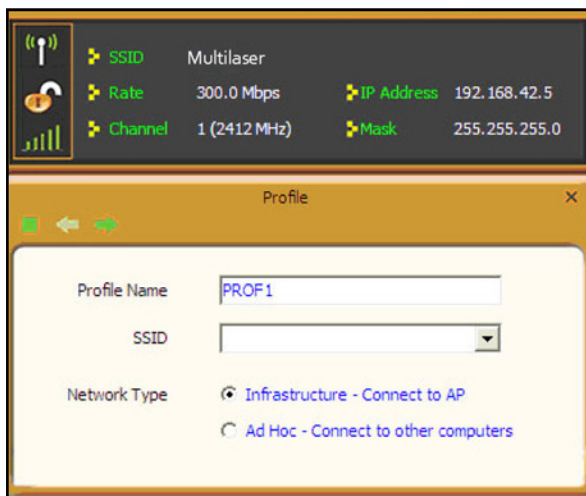 SSID Multilaser
Rate 300.0 Mbps IP Address 192.168.42.5
Channel 1 (2412 MHz) Mask 255.255.255.0
Profile
Profile Name PROF1
SSID
Network Type Infrastructure - Connect to AP
Ad Hoc - Connect to other computers